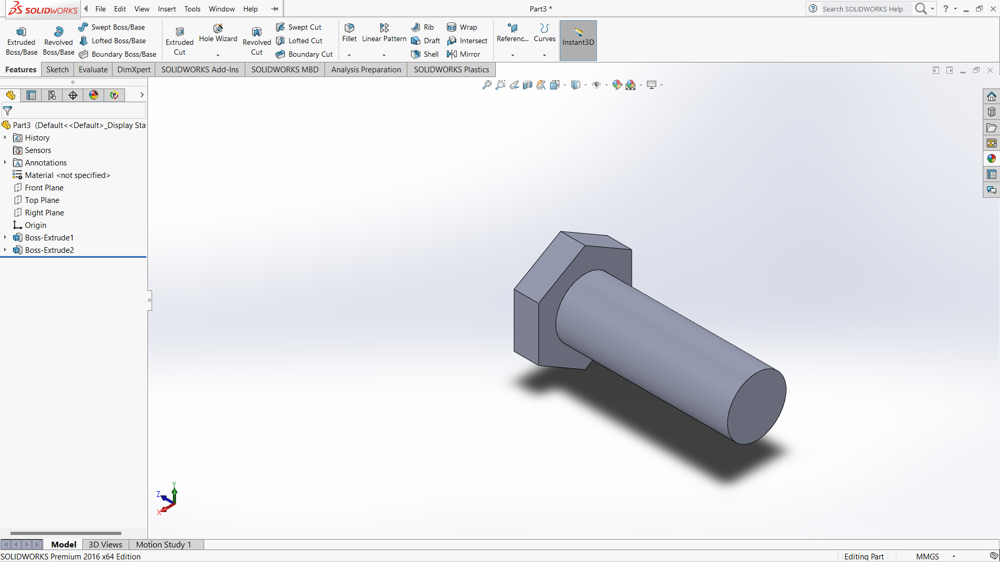 SOLIDWORKS File Edit View Insert Tools Window Help Part3 * Search SOLIDWORKS Help ?
Extruded Boss/Base
Revolved Boss/Base
Swept Boss/Base
Lofted Boss/Base
Boundary Boss/Base
Extruded Cut
Hole Wizard
Revolved Cut
Swept Cut
Lofted Cut
Boundary Cut
Fillet
Linear Pattern
Rib
Draft
Shell
Wrap
Intersect
Mirror
Referenc...
Curves
Instant3D
Features Sketch Evaluate DimXpert SOLIDWORKS Add-Ins SOLIDWORKS MBD Analysis Preparation SOLIDWORKS Plastics
Part3 (Default<<Default>_Display Sta
History
Sensors
Annotations
Material <not specified>
Front Plane
Top Plane
Right Plane
Origin
Boss-Extrude1
Boss-Extrude2
Y
Z
X
Model 3D Views Motion Study 1
SOLIDWORKS Premium 2016 x64 Edition Editing Part MMGS